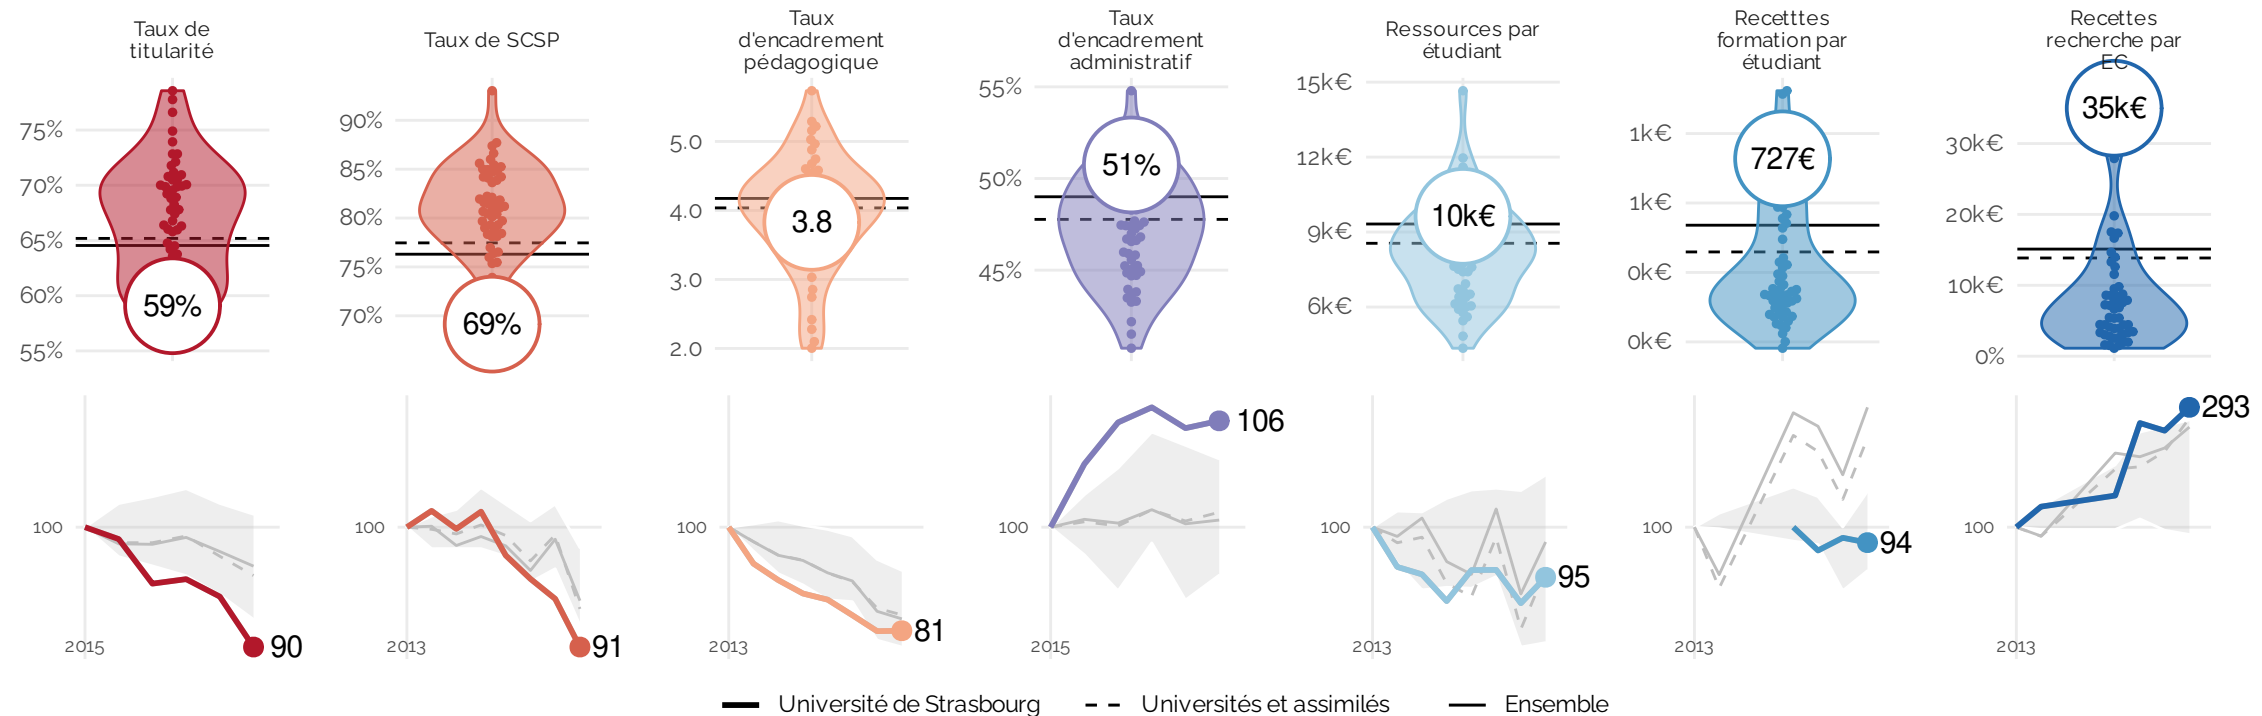 Taux de
titularité
75%
70%
65%
60%
55%
59%
Taux de SCSP
90%
85%
80%
75%
70%
69%
Taux
d'encadrement
pédagogique
5.0
4.0
3.0
2.0
3.8
Taux
d'encadrement
administratif
55%
50%
45%
51%
Ressources par
étudiant
15k€
12k€
9k€
6k€
10k€
Recetttes
formation par
étudiant
1k€
1k€
0k€
0k€
727€
Recettes
recherche par
EC
30k€
20k€
10k€
0%
35k€
100
2015
90
100
2013
91
100
2013
81
100
2015
106
100
2013
95
100
2013
94
100
2013
293
Université de Strasbourg
Universités et assimilés
Ensemble